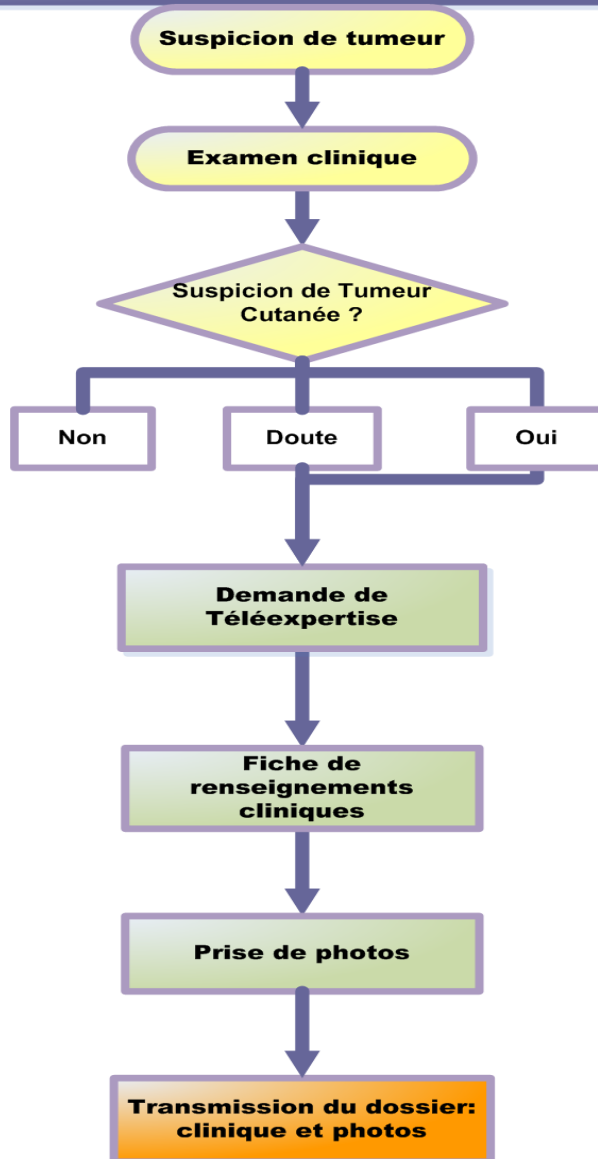 Suspicion de tumeur
Examen clinique
Suspicion de Tumeur
Cutanée ?
Non
Doute
Oui
Demande de
Téléexpertise
Fiche de
renseignements
cliniques
Prise de photos
Transmission du dossier:
clinique et photos